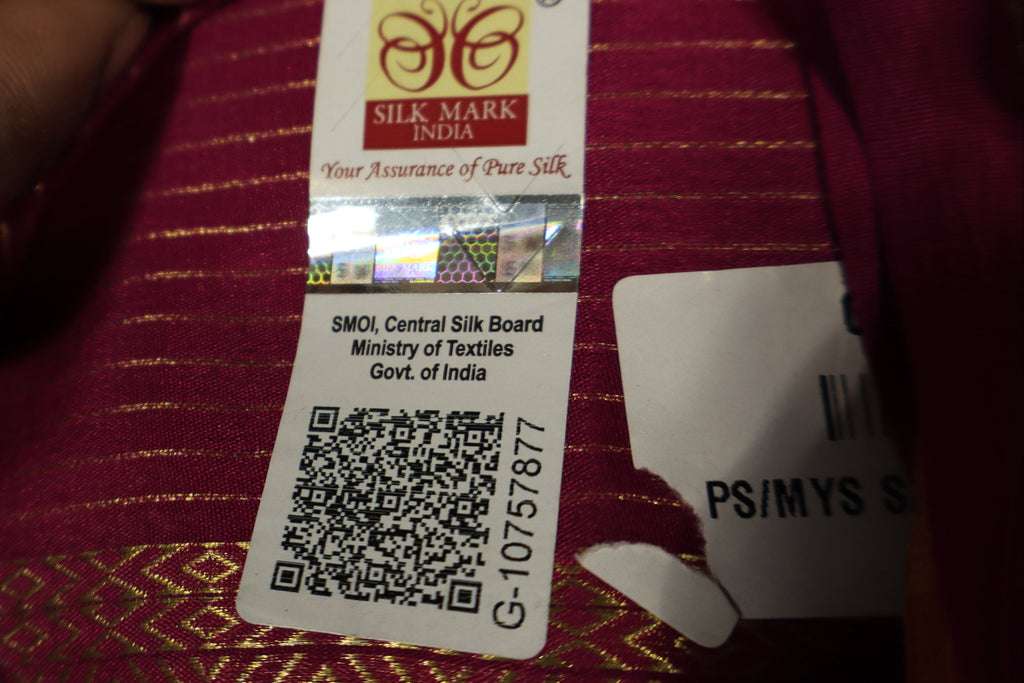 SILK MARK
INDIA
Your Assurance of Pure Silk
SMOI, Central Silk Board
Ministry of Textiles
Govt. of India
G-10757877
PS/MYS S